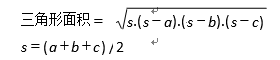 三角形面积 = √s.(s−a).(s−b).(s−c)
s = (a+b+c) /2